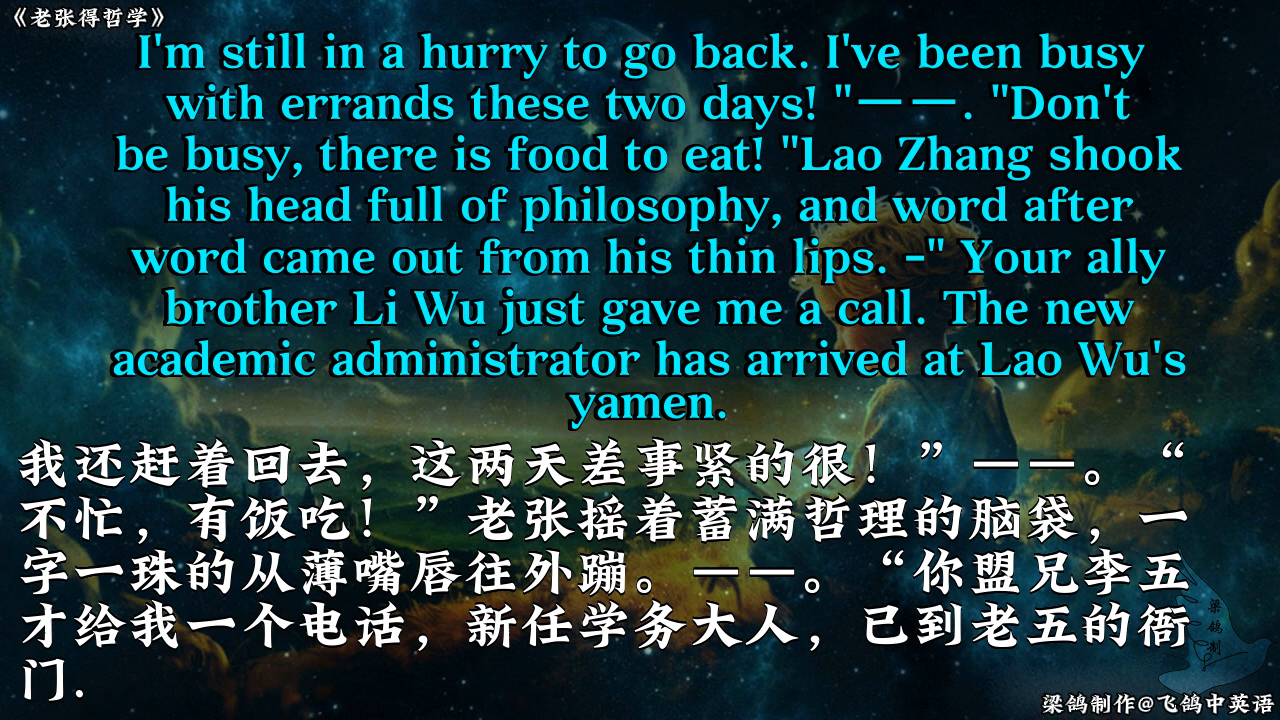 《老张得哲学》
I'm still in a hurry to go back. I've been busy
with errands these two days! "一一. "Don't
be busy, there is food to eat! "Lao Zhang shook
his head full of philosophy, and word after
word came out from his thin lips. -" Your ally
brother Li Wu just gave me a call. The new
academic administrator has arrived at Lao Wu's
yamen.
我还赶着回去，这两天差事紧的很！”一一。“
不忙，有饭吃！”老张摇着蓄满哲理的脑袋，一
字一珠的从薄嘴唇往外蹦。一一。“你盟兄李五
才给我一个电话，新任学务大人，已到老五的衙
门.
梁鸽制
梁鸽制作@飞鸽中英语